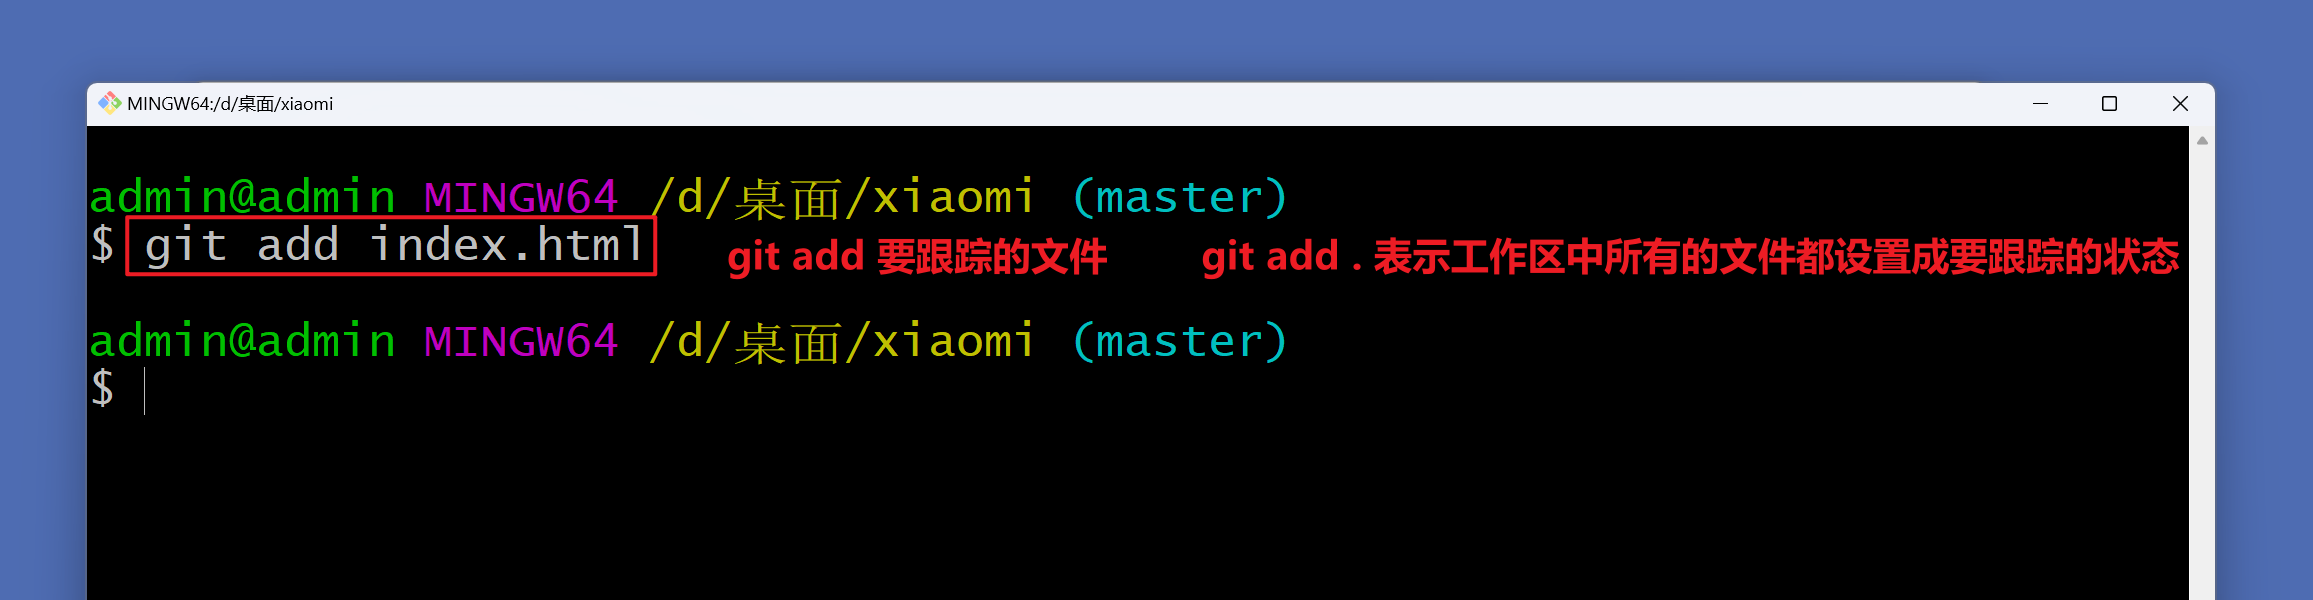 MINGW64:/d/桌面/xiaomi
admin@admin MINGW64 /d/桌面/xiaomi (master)
$ git add index.html git add 要跟踪的文件 git add . 表示工作区中所有的文件都设置成要跟踪的状态
admin@admin MINGW64 /d/桌面/xiaomi (master)
$